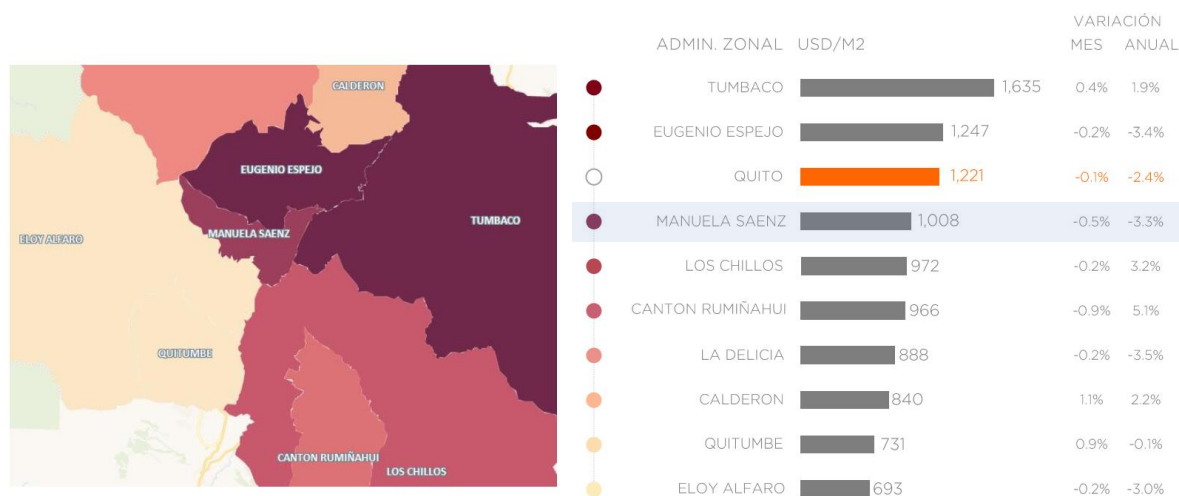 CALDERON
EUGENIO ESPEJO
TUMBACO
MANUELA SAENZ
ELOY ALFARO
QUITUMBE
CANTON RUMIÑAHUI
LOS CHILLOS
VARIACIÓN
ADMIN. ZONAL USD/M2 MES ANUAL
TUMBACO 1,635 0.4% 1.9%
EUGENIO ESPEJO 1,247 -0.2% -3.4%
QUITO 1,221 -0.1% -2.4%
MANUELA SAENZ 1,008 -0.5% -3.3%
LOS CHILLOS 972 -0.2% 3.2%
CANTON RUMIÑAHUI 966 -0.9% 5.1%
LA DELICIA 888 -0.2% -3.5%
CALDERON 840 1.1% 2.2%
QUITUMBE 731 0.9% -0.1%
ELOY ALFARO 693 -0.2% -3.0%